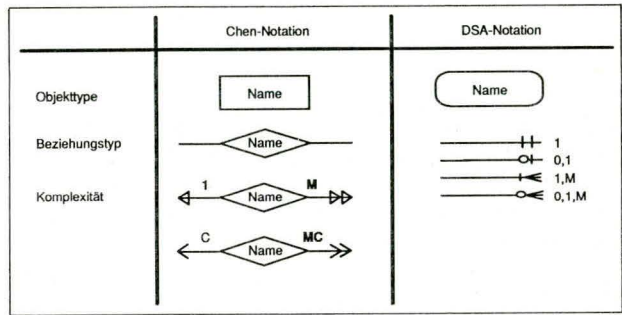 Chen-Notation DSA-Notation
Objekttype Name Name
Beziehungstyp Name 1
0,1
Komplexität 1 Name M 1,M
0,1,M
C Name MC